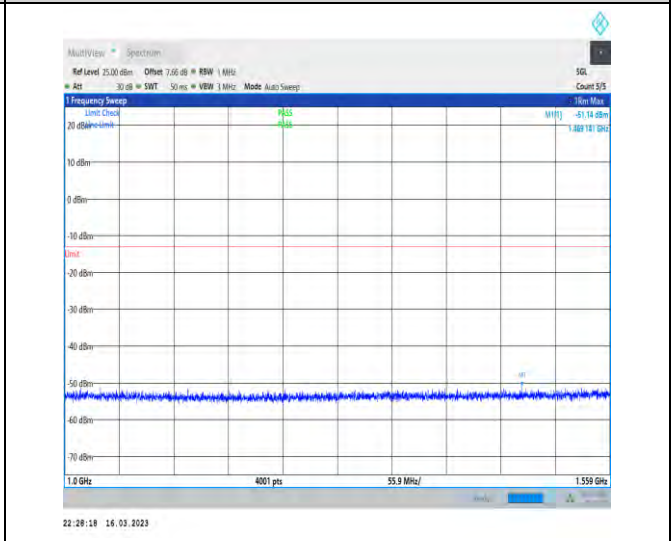 MultiView Spectrum
Ref Level 25.00 dBm Offset 7.66 dB RBW 1 MHz SGL
Att 30 dB SWT 50 ms VBW 3 MHz Mode Auto Sweep Count 5/5
1 Frequency Sweep 1Rm Max
Limit Check PASS M1[1] -51.14 dBm
20 dBm Line Limit PASS 1.469 181 GHz
10 dBm
0 dBm
-10 dBm
Limit
-20 dBm
-30 dBm
-40 dBm
M1
-50 dBm
-60 dBm
-70 dBm
1.0 GHz 4001 pts 55.9 MHz/ 1.559 GHz
22:28:18 16.03.2023